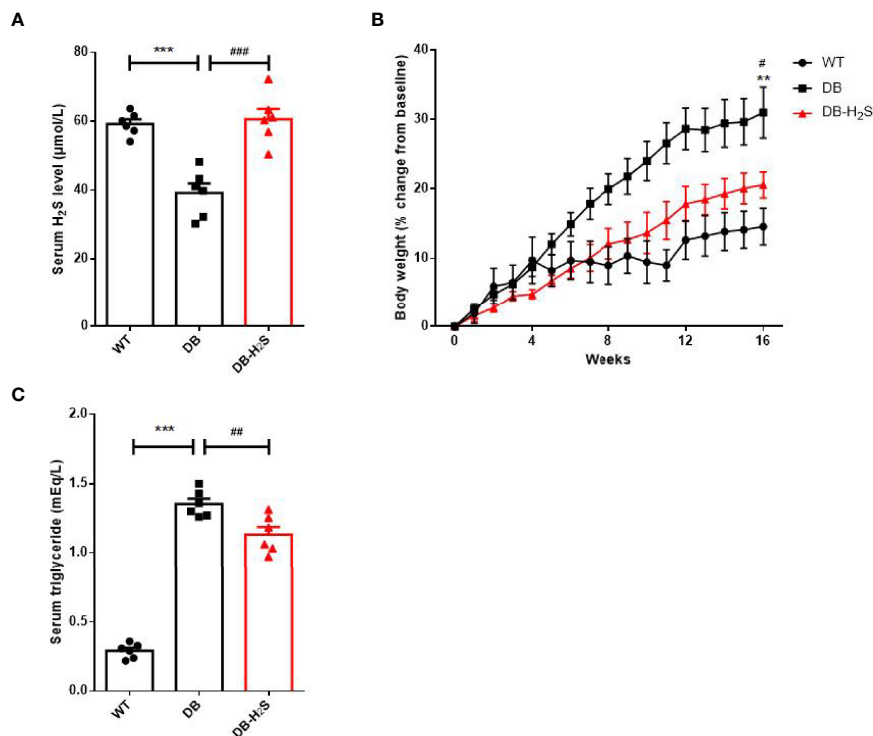 A
Serum H₂S level (μmol/L)
80
60
40
20
0
*** ###
WT DB DB-H₂S
B
Body weight (% change from baseline)
40
30
20
10
0
0 4 8 12 16
Weeks
#
**
WT
DB
DB-H₂S
C
Serum triglyceride (mEq/L)
2.0
1.5
1.0
0.5
0.0
*** ##
WT DB DB-H₂S